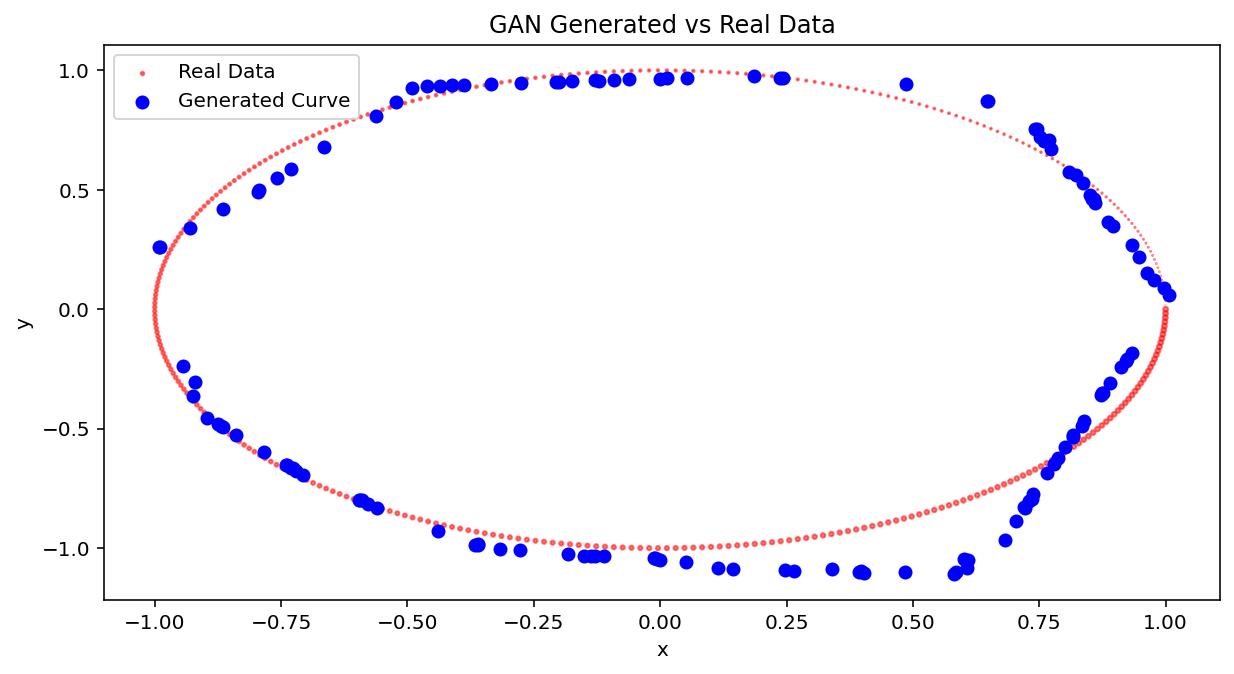 GAN Generated vs Real Data
Real Data
Generated Curve
1.0
0.5
0.0
−0.5
−1.0
y
−1.00 −0.75 −0.50 −0.25 0.00 0.25 0.50 0.75 1.00
x